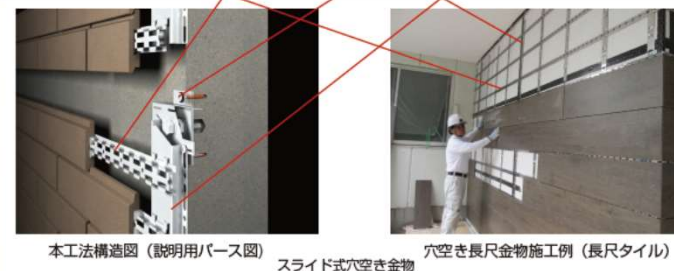 本工法構造図（説明用パース図）
穴空き長尺金物施工例（長尺タイル）
スライド式穴空き金物